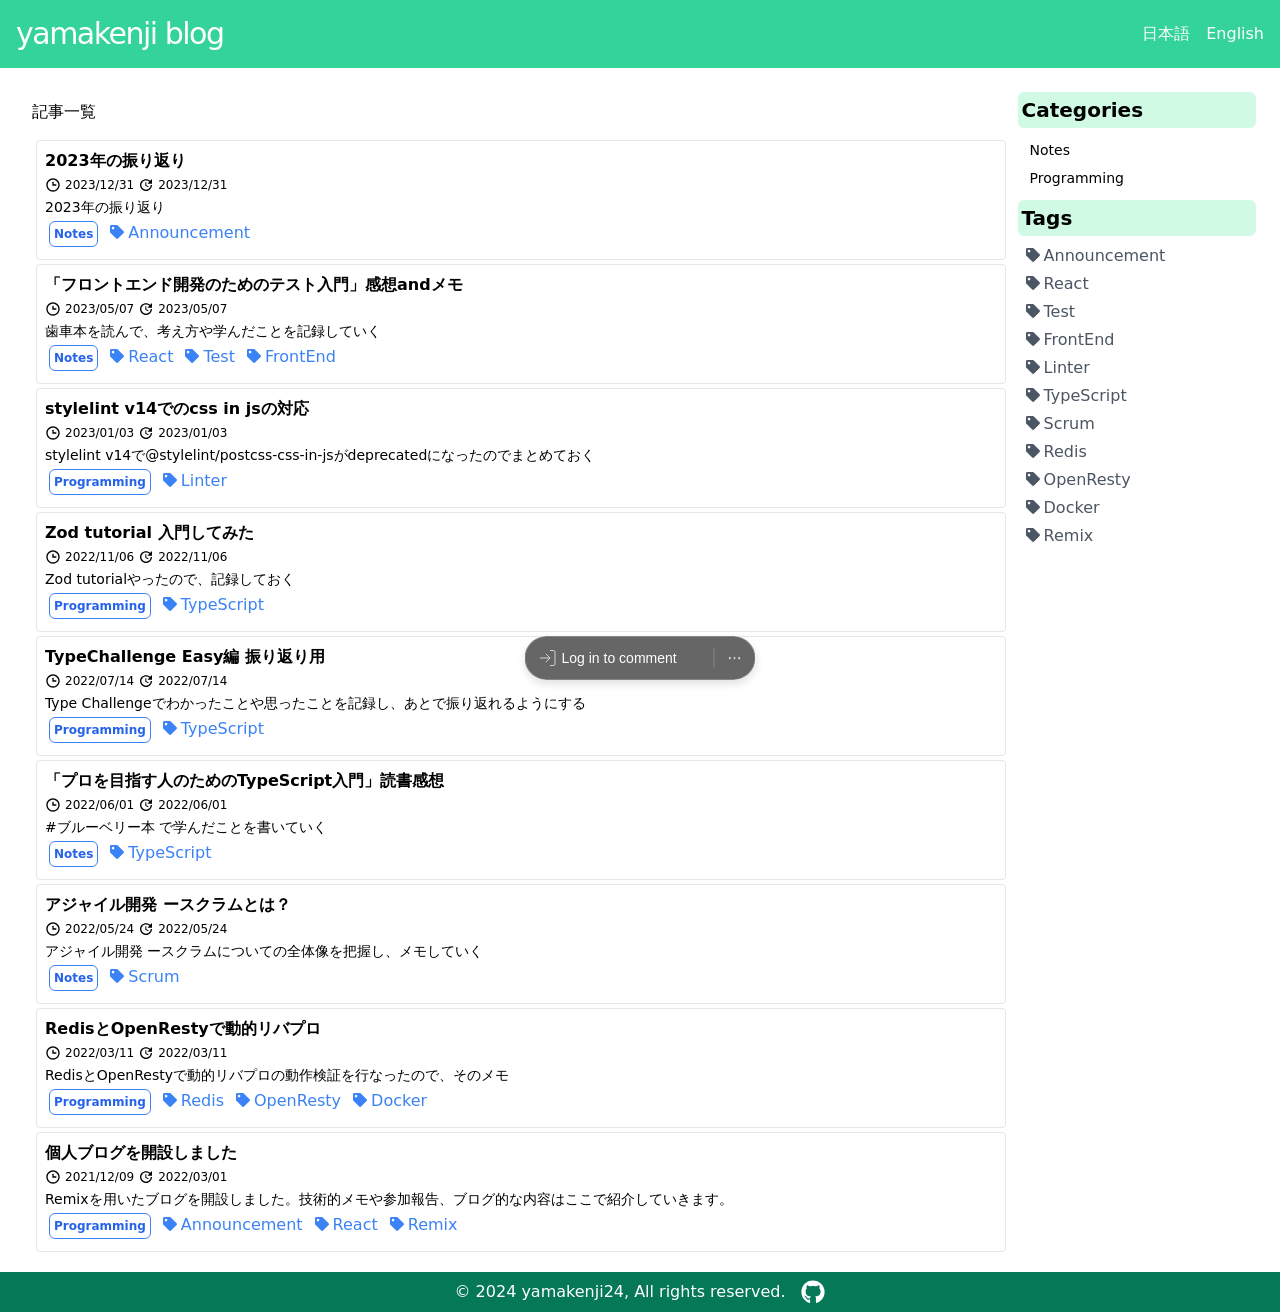 yamakenji blog
日本語 English
記事一覧
2023年の振り返り
2023/12/31 2023/12/31
2023年の振り返り
Notes Announcement
「フロントエンド開発のためのテスト入門」感想andメモ
2023/05/07 2023/05/07
歯車本を読んで、考え方や学んだことを記録していく
Notes React Test FrontEnd
stylelint v14でのcss in jsの対応
2023/01/03 2023/01/03
stylelint v14で@stylelint/postcss-css-in-jsがdeprecatedになったのでまとめておく
Programming Linter
Zod tutorial 入門してみた
2022/11/06 2022/11/06
Zod tutorialやったので、記録しておく
Programming TypeScript
TypeChallenge Easy編 振り返り用
2022/07/14 2022/07/14
Type Challengeでわかったことや思ったことを記録し、あとで振り返れるようにする
Programming TypeScript
Log in to comment
「プロを目指す人のためのTypeScript入門」読書感想
2022/06/01 2022/06/01
#ブルーベリー本 で学んだことを書いていく
Notes TypeScript
アジャイル開発 ースクラムとは？
2022/05/24 2022/05/24
アジャイル開発 ースクラムについての全体像を把握し、メモしていく
Notes Scrum
RedisとOpenRestyで動的リバプロ
2022/03/11 2022/03/11
RedisとOpenRestyで動的リバプロの動作検証を行なったので、そのメモ
Programming Redis OpenResty Docker
個人ブログを開設しました
2021/12/09 2022/03/01
Remixを用いたブログを開設しました。技術的メモや参加報告、ブログ的な内容はここで紹介していきます。
Programming Announcement React Remix
Categories
Notes
Programming
Tags
Announcement
React
Test
FrontEnd
Linter
TypeScript
Scrum
Redis
OpenResty
Docker
Remix
© 2024 yamakenji24, All rights reserved.